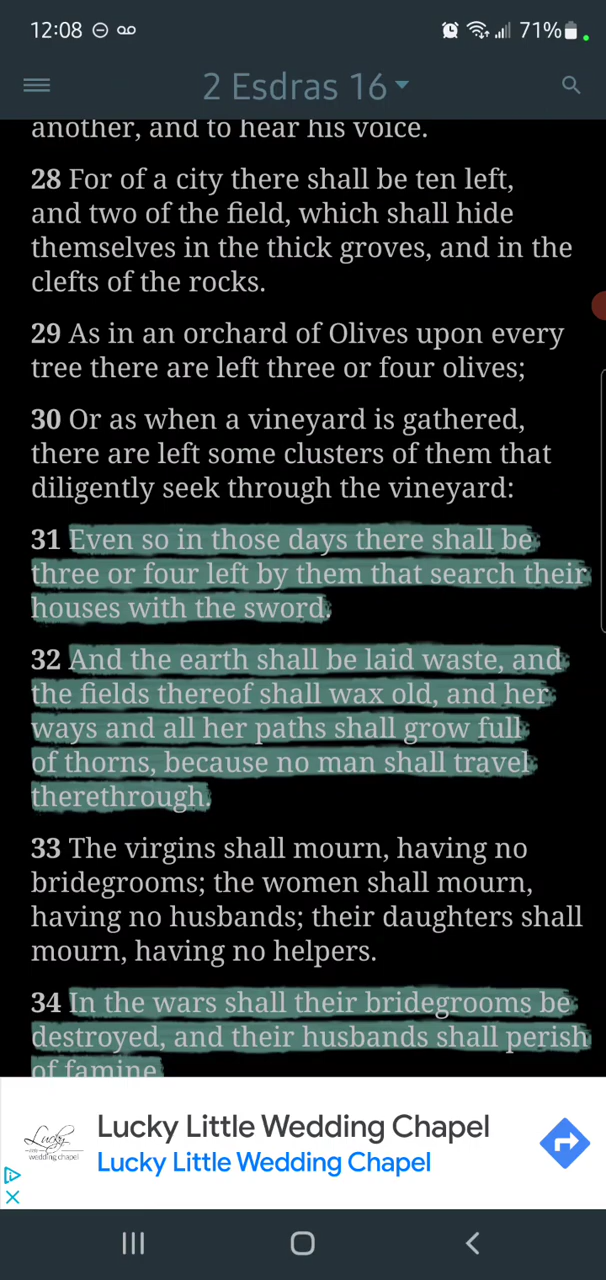 12:08 71%
2 Esdras 16
another, and to hear his voice.
28 For of a city there shall be ten left,
and two of the field, which shall hide
themselves in the thick groves, and in the
clefts of the rocks.
29 As in an orchard of Olives upon every
tree there are left three or four olives;
30 Or as when a vineyard is gathered,
there are left some clusters of them that
diligently seek through the vineyard:
31 Even so in those days there shall be
three or four left by them that search their
houses with the sword.
32 And the earth shall be laid waste, and
the fields thereof shall wax old, and her
ways and all her paths shall grow full
of thorns, because no man shall travel
therethrough.
33 The virgins shall mourn, having no
bridegrooms; the women shall mourn,
having no husbands; their daughters shall
mourn, having no helpers.
34 In the wars shall their bridegrooms be
destroyed, and their husbands shall perish
of famine.
Lucky Little Wedding Chapel
Lucky
wedding chapel
Lucky Little Wedding Chapel